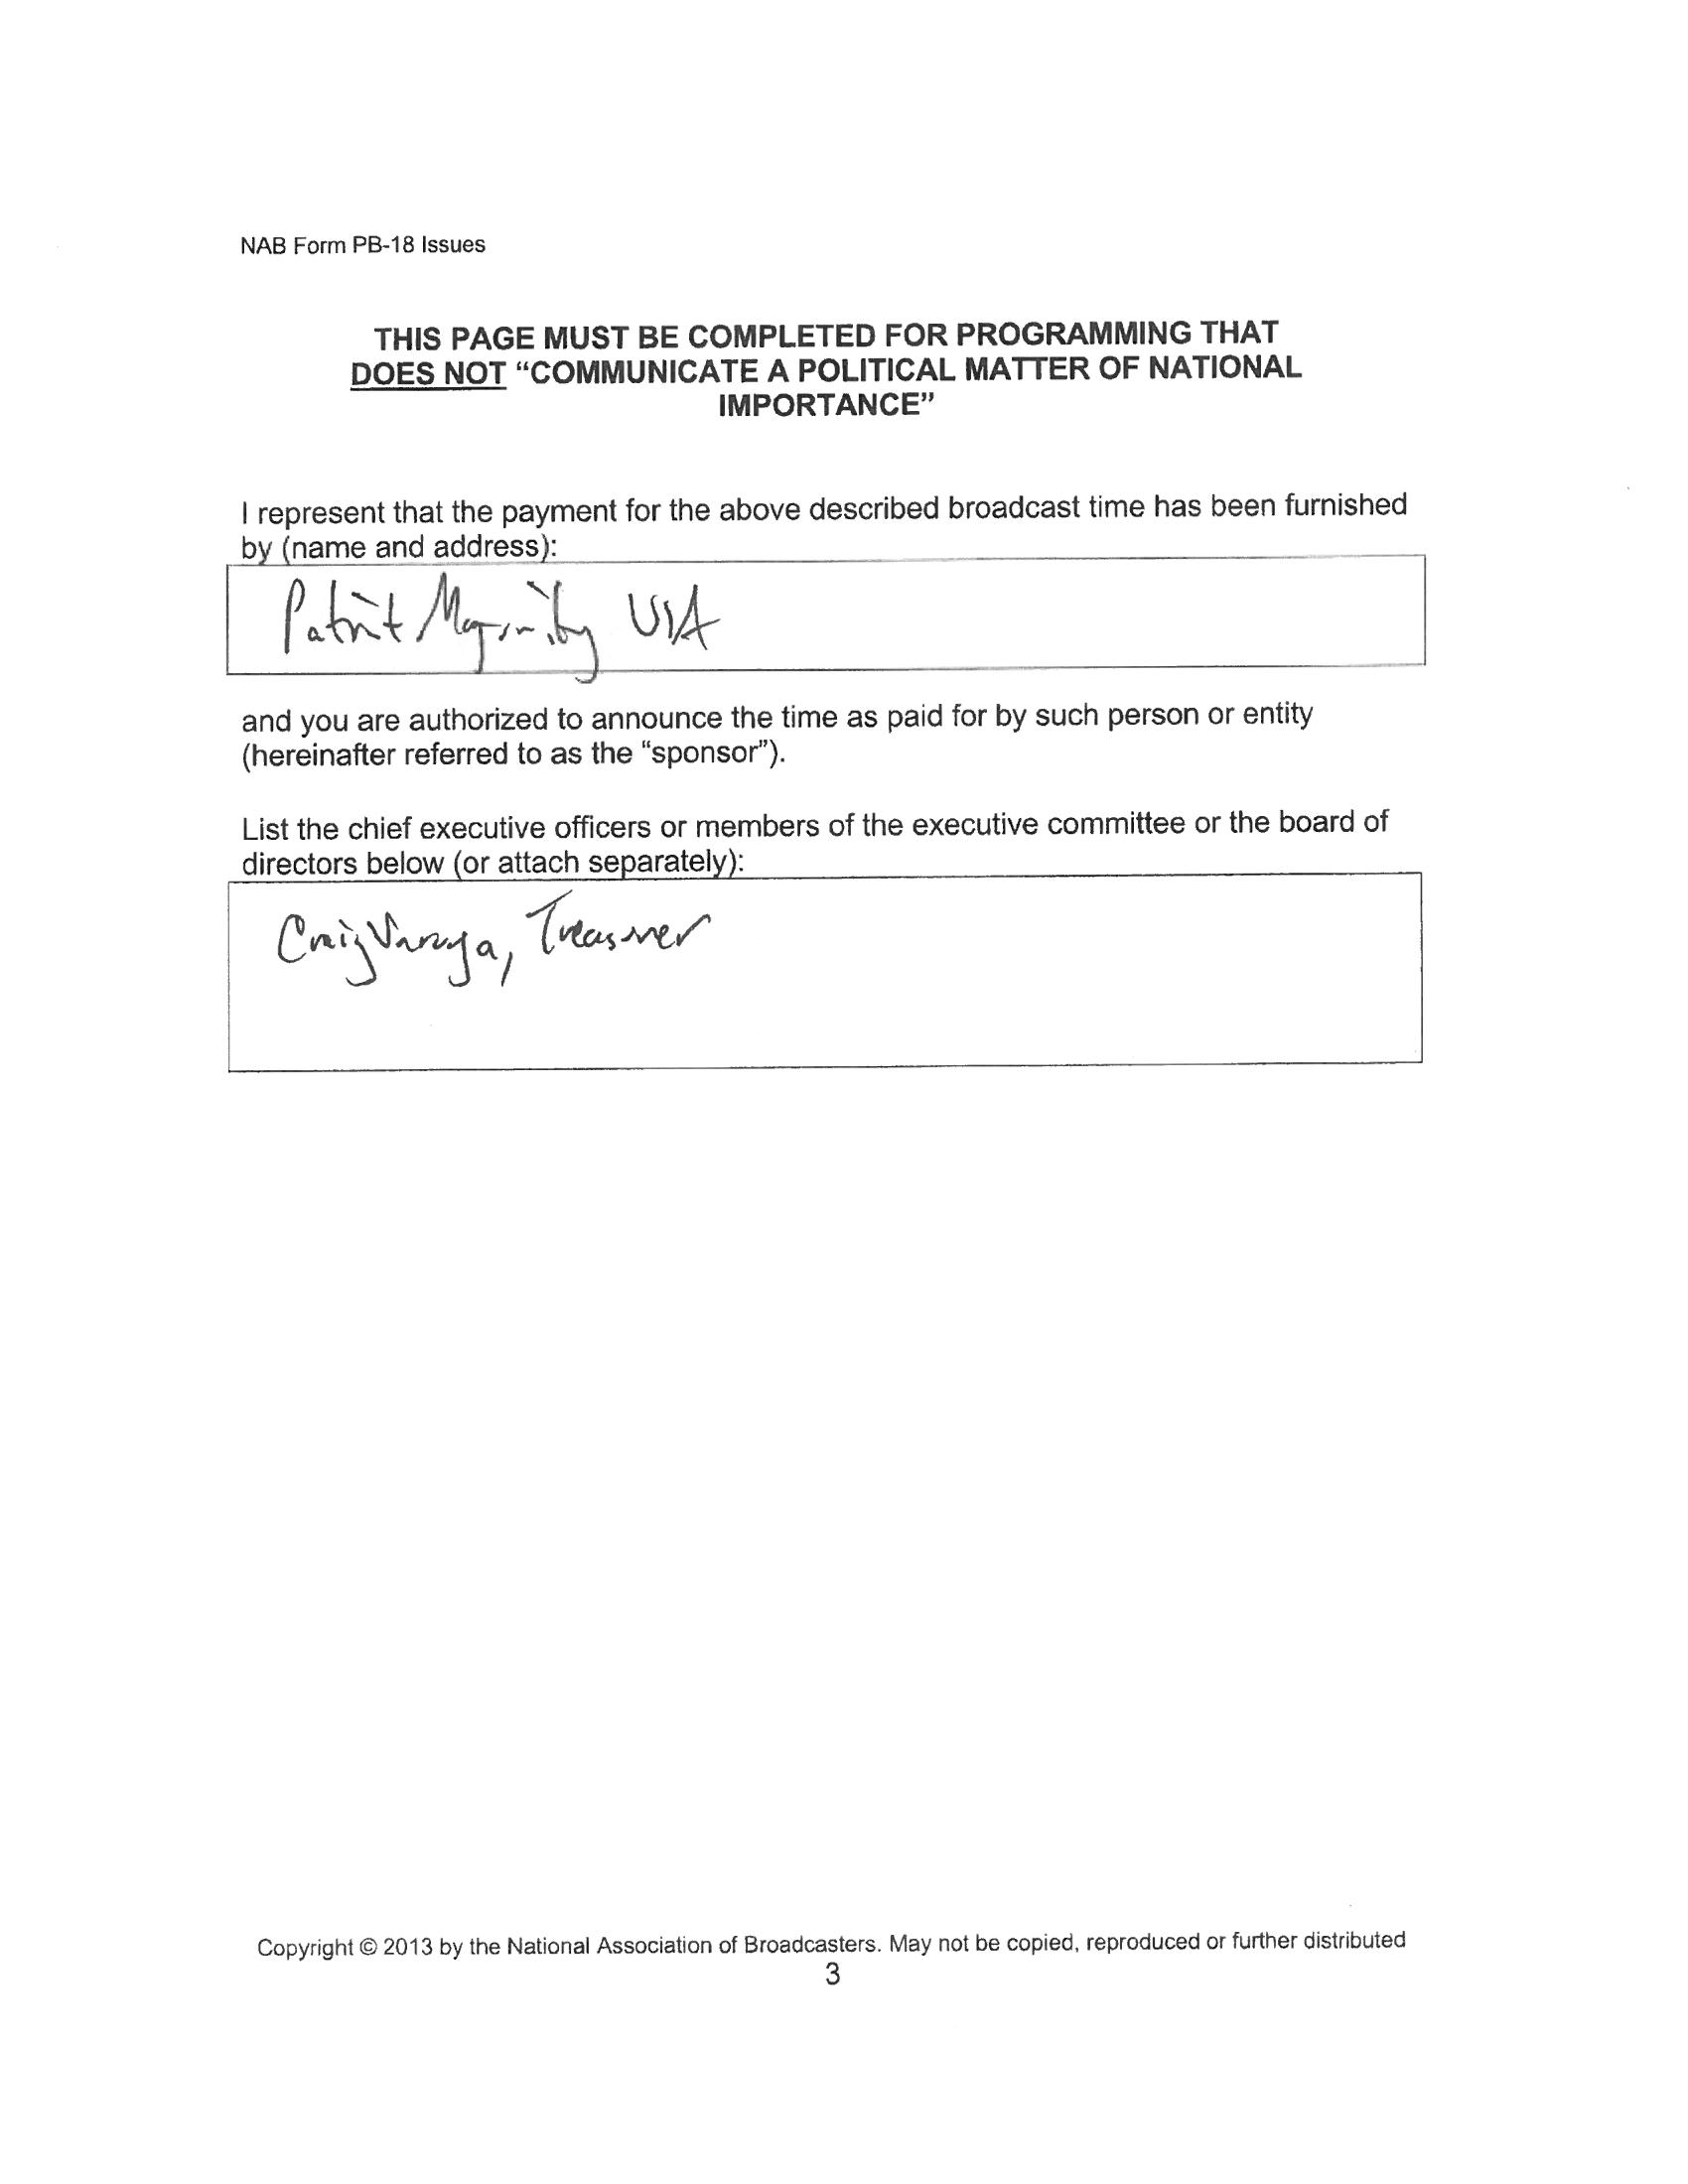 NAB Form PB-18 Issues
THIS PAGE MUST BE COMPLETED FOR PROGRAMMING THAT
DOES NOT “COMMUNICATE A POLITICAL MATTER OF NATIONAL
IMPORTANCE”
I represent that the payment for the above described broadcast time has been furnished
by (name and address):
Patriot Majority USA
and you are authorized to announce the time as paid for by such person or entity
(hereinafter referred to as the “sponsor”).
List the chief executive officers or members of the executive committee or the board of
directors below (or attach separately):
Craig Varoga, Treasurer
Copyright © 2013 by the National Association of Broadcasters. May not be copied, reproduced or further distributed
3